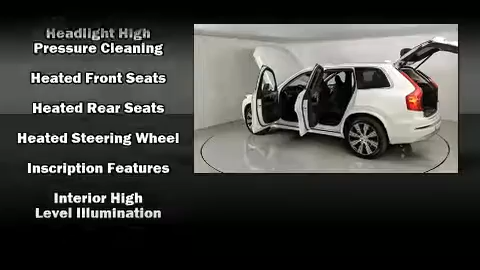 Headlight High
Pressure Cleaning
Heated Front Seats
Heated Rear Seats
Heated Steering Wheel
Inscription Features
Interior High
Level Illumination